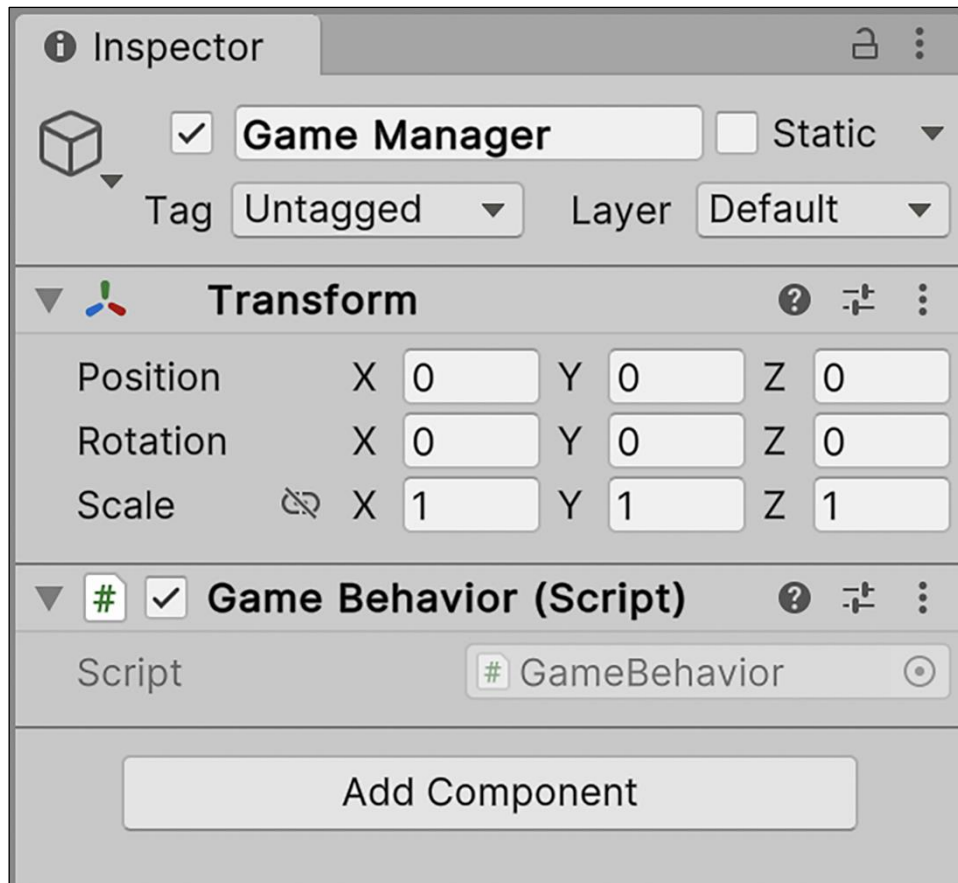 Inspector
Game Manager Static
Tag Untagged Layer Default
Transform
Position X 0 Y 0 Z 0
Rotation X 0 Y 0 Z 0
Scale X 1 Y 1 Z 1
# Game Behavior (Script)
Script # GameBehavior
Add Component